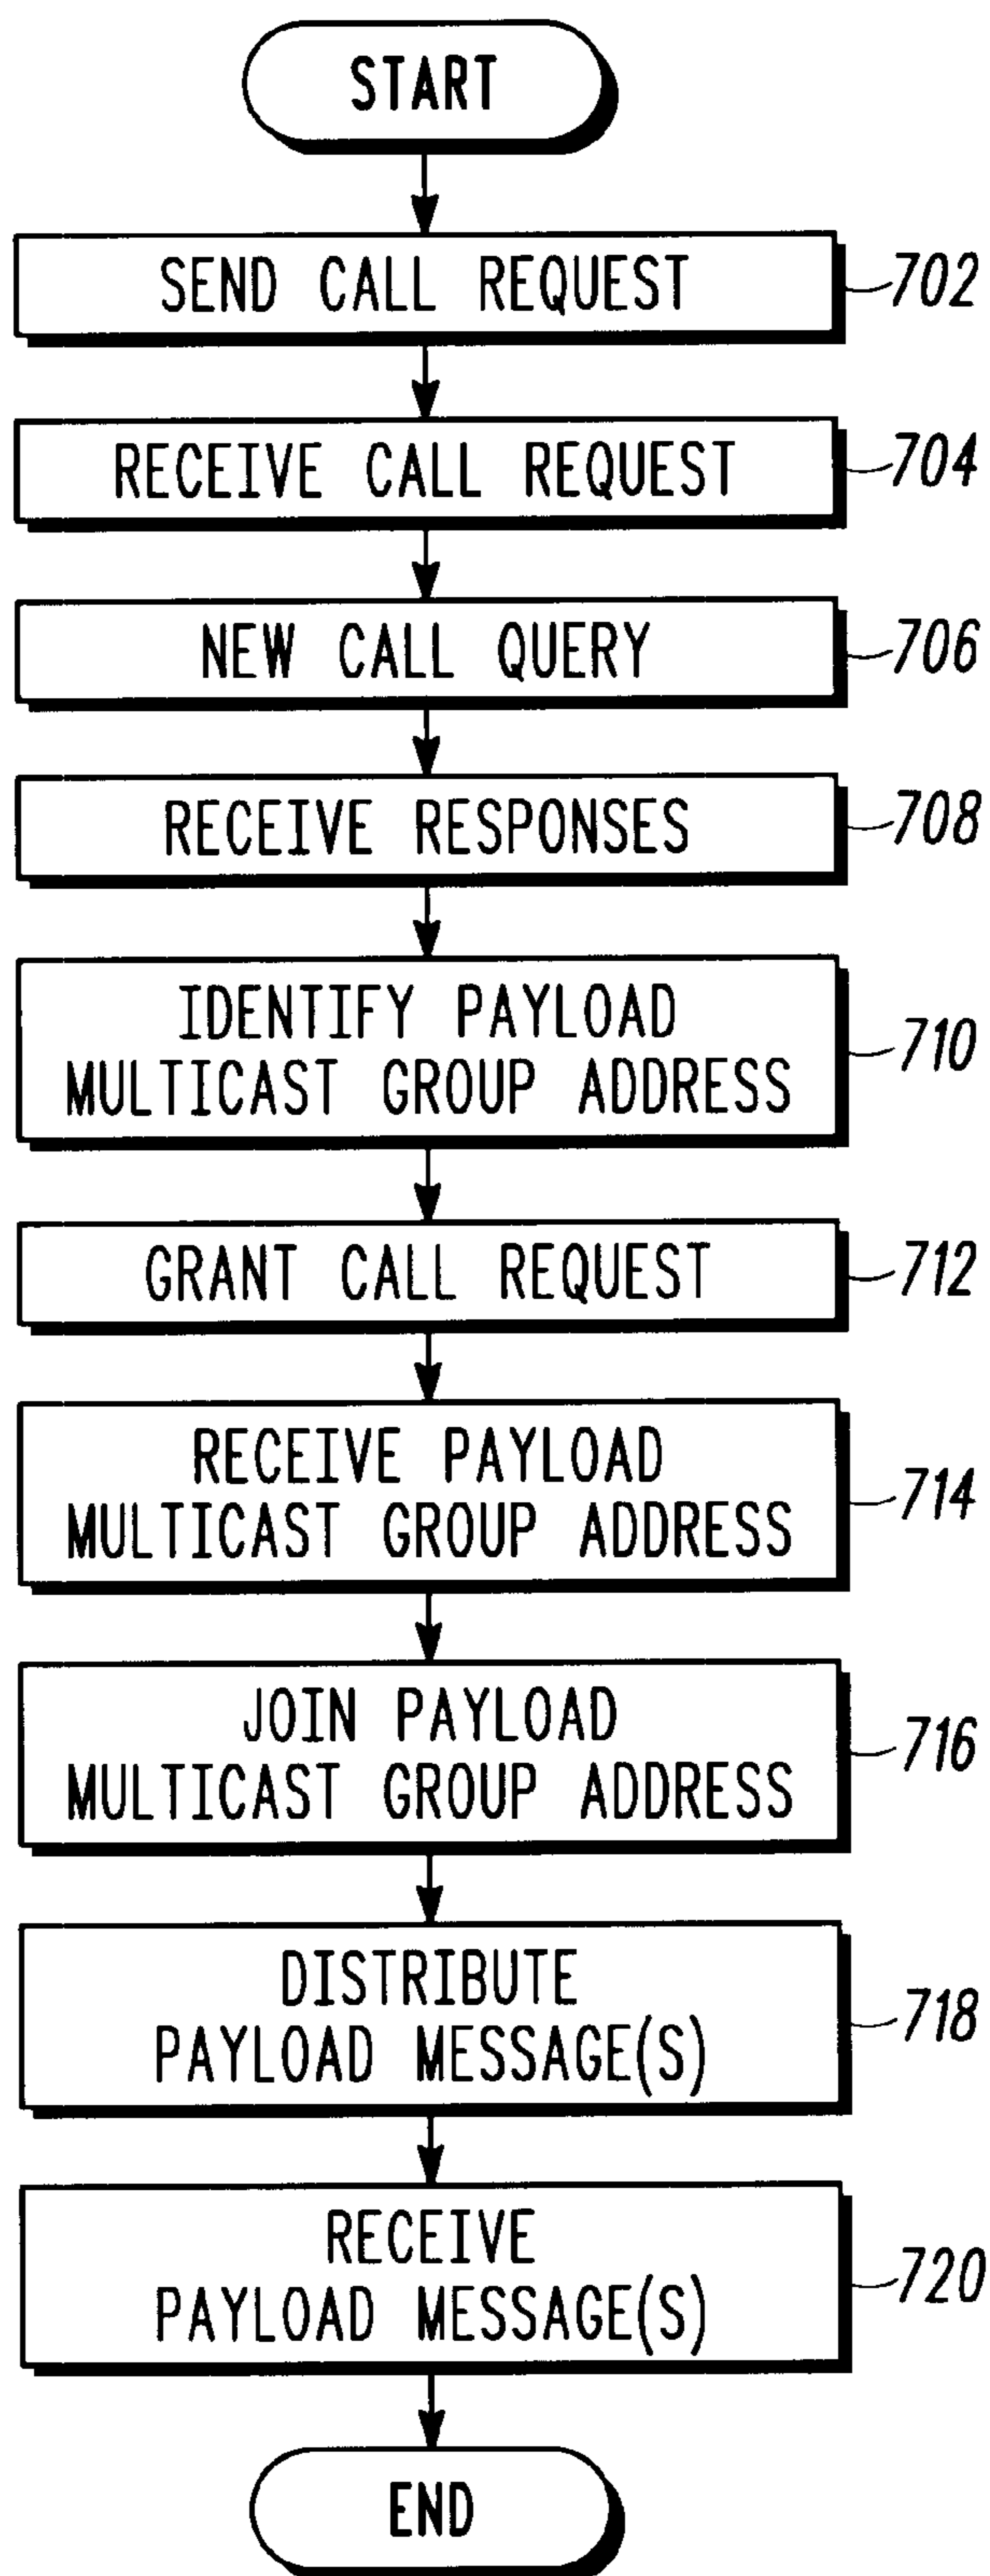 START
SEND CALL REQUEST 702
RECEIVE CALL REQUEST 704
NEW CALL QUERY 706
RECEIVE RESPONSES 708
IDENTIFY PAYLOAD
MULTICAST GROUP ADDRESS 710
GRANT CALL REQUEST 712
RECEIVE PAYLOAD
MULTICAST GROUP ADDRESS 714
JOIN PAYLOAD
MULTICAST GROUP ADDRESS 716
DISTRIBUTE
PAYLOAD MESSAGE(S) 718
RECEIVE
PAYLOAD MESSAGE(S) 720
END